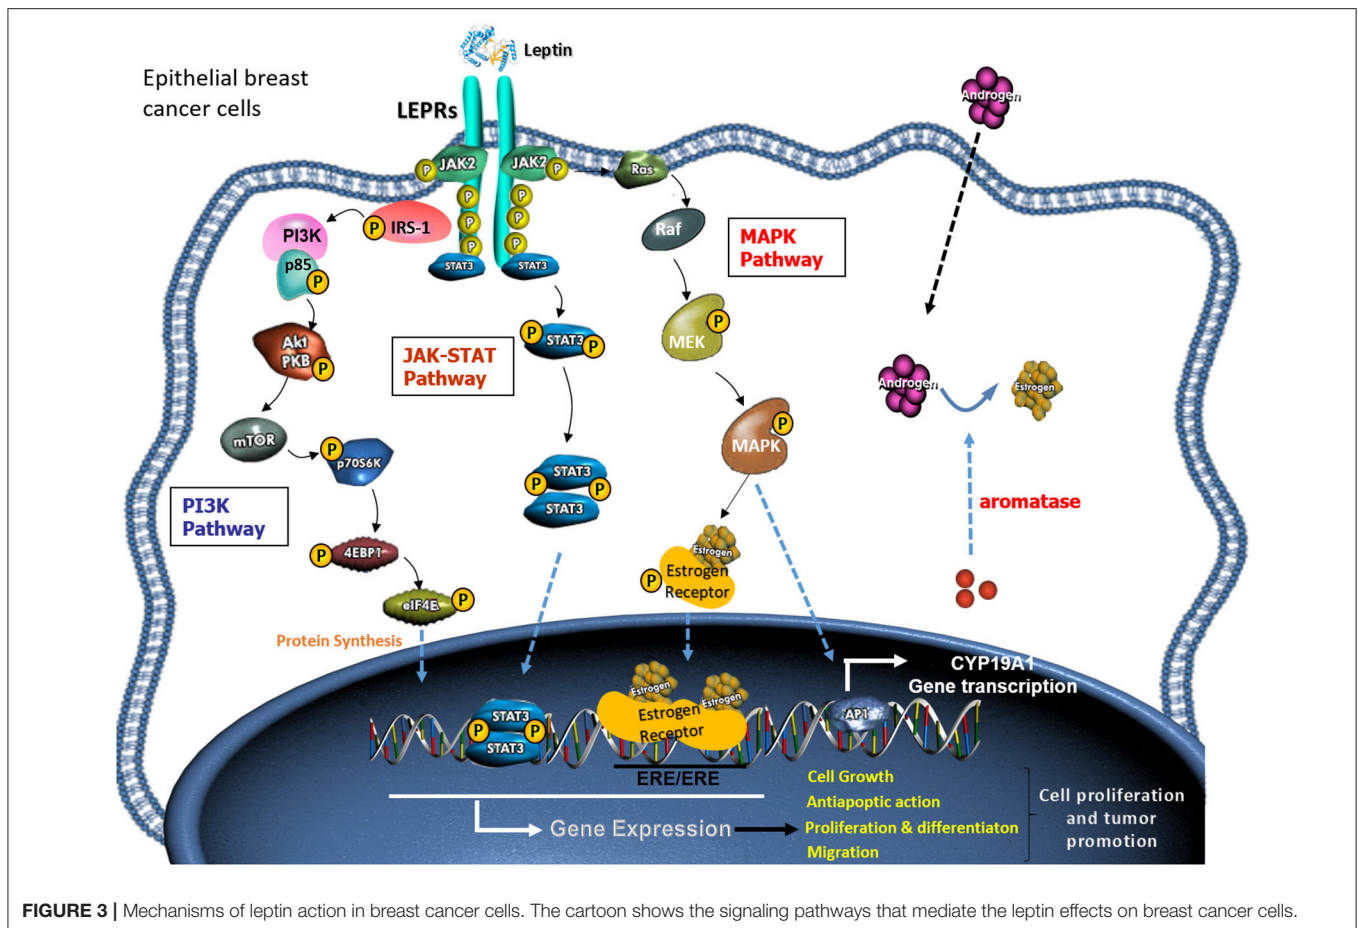 Epithelial breast
cancer cells
Leptin
LEPRs
Androgen
P
JAK2
JAK2
P
Ras
P
P
P
P
P
P
STAT3
STAT3
IRS-1
P
PI3K
p85
P
Akt
PKB
P
mTOR
P
p70S6K
PI3K
Pathway
P
4EBP1
eIF4E
P
Protein Synthesis
JAK-STAT
Pathway
P
STAT3
P
STAT3
P
P
STAT3
Raf
MAPK
Pathway
MEK
P
MAPK
P
Estrogen
P
Estrogen
Receptor
Androgen
Estrogen
aromatase
CYP19A1
Gene transcription
AP1
STAT3
P
P
STAT3
Estrogen
Estrogen
Estrogen
Receptor
ERE/ERE
Gene Expression
Cell Growth
Antiapoptic action
Proliferation & differentiaton
Migration
Cell proliferation
and tumor
promotion
FIGURE 3 | Mechanisms of leptin action in breast cancer cells. The cartoon shows the signaling pathways that mediate the leptin effects on breast cancer cells.